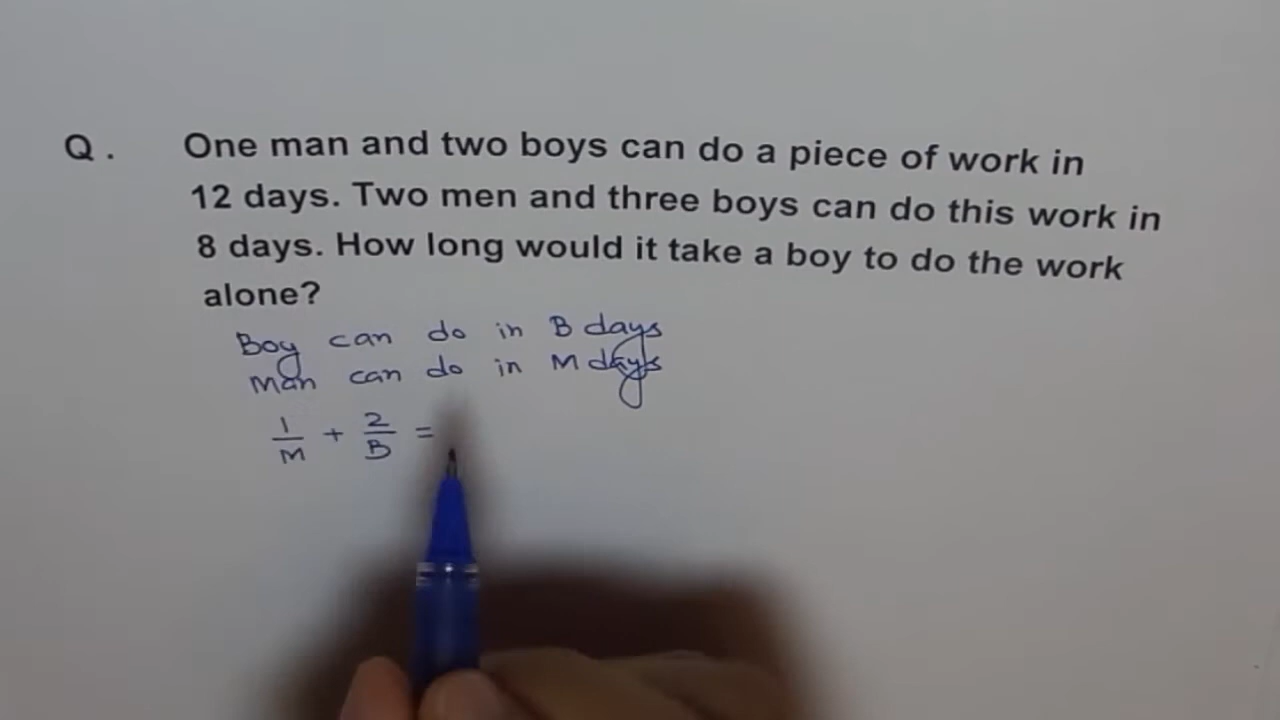 Q. One man and two boys can do a piece of work in
12 days. Two men and three boys can do this work in
8 days. How long would it take a boy to do the work
alone?
Boy can do in B days
Man can do in M days
1/M + 2/B =